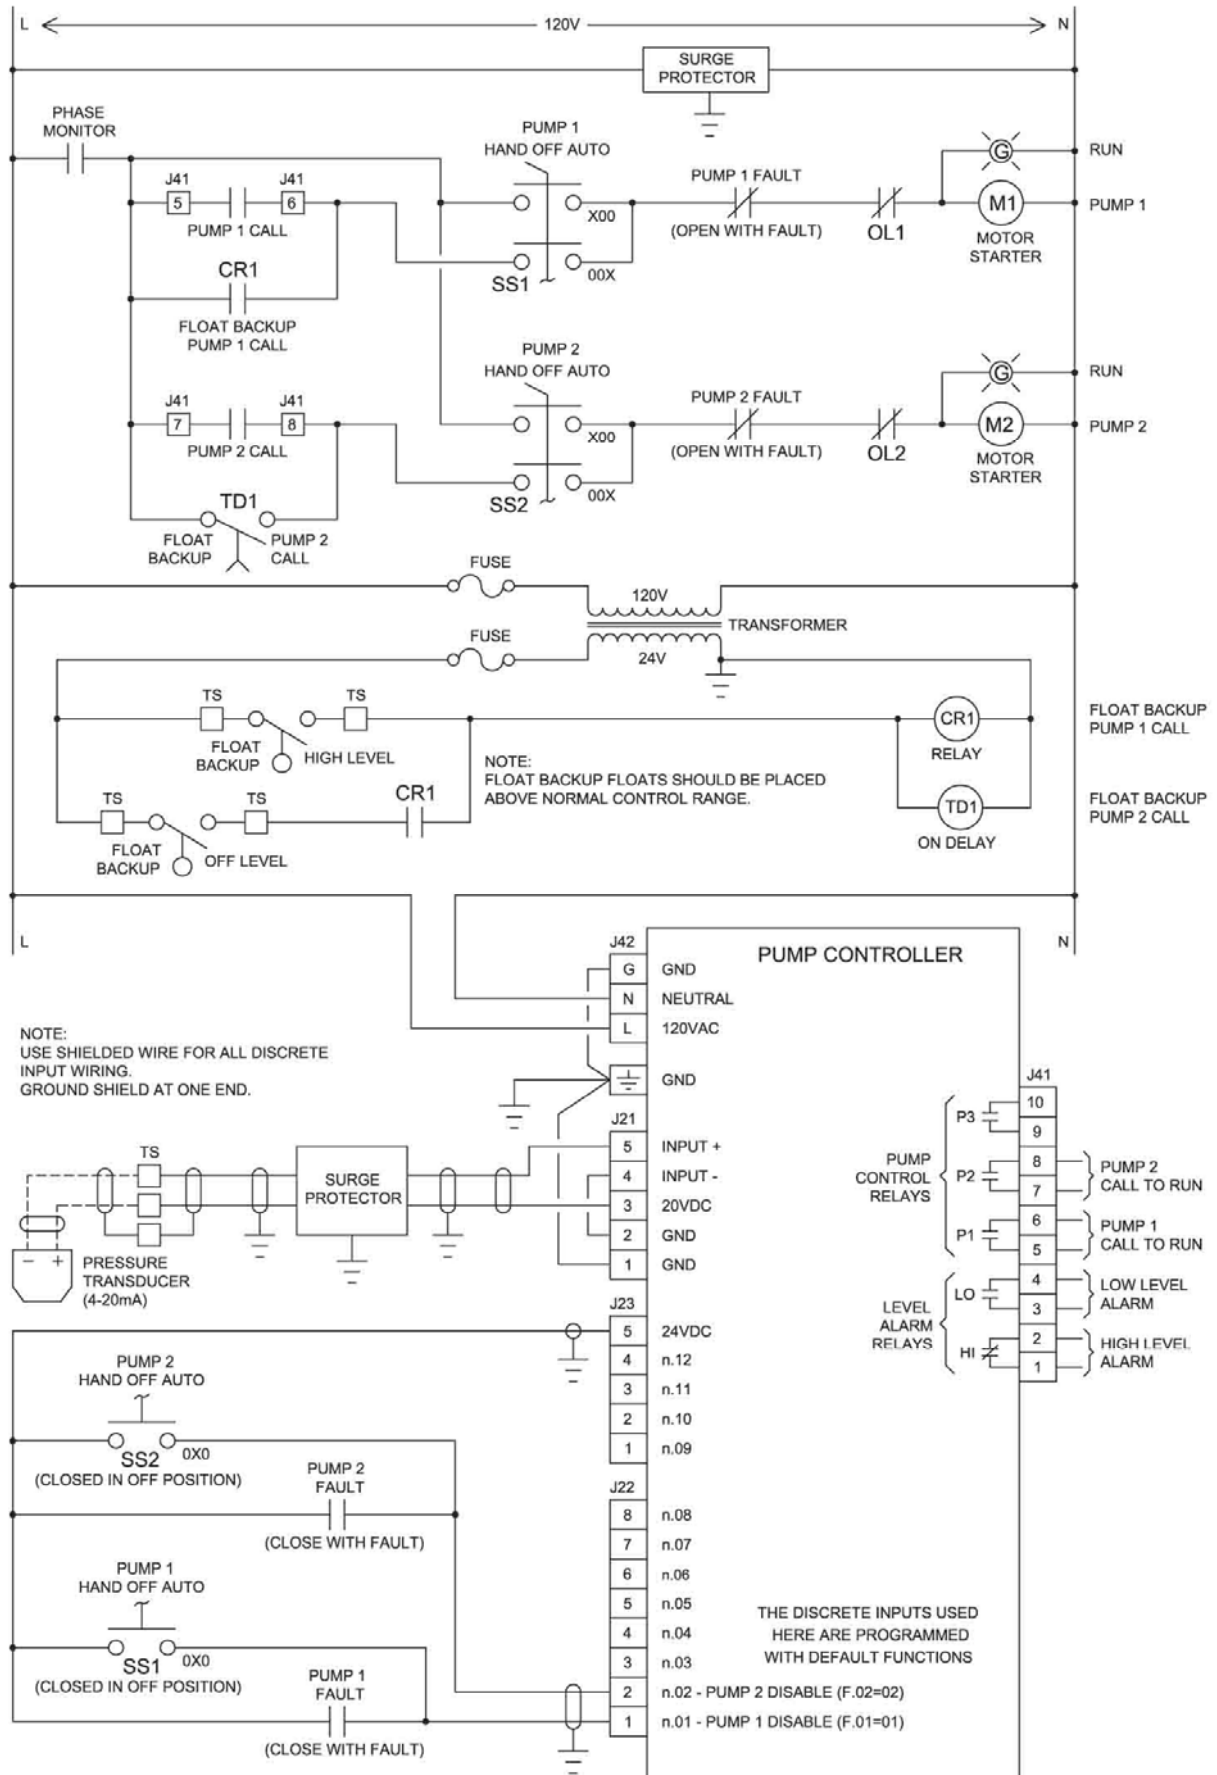 L
120V
N
SURGE
PROTECTOR
PHASE
MONITOR
PUMP 1
HAND OFF AUTO
RUN
J41
J41
5
6
PUMP 1 CALL
X00
PUMP 1 FAULT
(OPEN WITH FAULT)
OL1
G
M1
MOTOR
STARTER
PUMP 1
CR1
SS1
00X
FLOAT BACKUP
PUMP 1 CALL
PUMP 2
HAND OFF AUTO
RUN
J41
J41
7
8
PUMP 2 CALL
X00
PUMP 2 FAULT
(OPEN WITH FAULT)
OL2
G
M2
MOTOR
STARTER
PUMP 2
SS2
00X
TD1
FLOAT
BACKUP
PUMP 2
CALL
FUSE
120V
TRANSFORMER
FUSE
24V
TS
TS
FLOAT
BACKUP
HIGH LEVEL
CR1
RELAY
FLOAT BACKUP
PUMP 1 CALL
NOTE:
FLOAT BACKUP FLOATS SHOULD BE PLACED
ABOVE NORMAL CONTROL RANGE.
TS
TS
CR1
FLOAT
BACKUP
OFF LEVEL
TD1
ON DELAY
FLOAT BACKUP
PUMP 2 CALL
L
N
J42
PUMP CONTROLLER
G GND
N NEUTRAL
L 120VAC
GND
NOTE:
USE SHIELDED WIRE FOR ALL DISCRETE
INPUT WIRING.
GROUND SHIELD AT ONE END.
J21
5 INPUT +
4 INPUT -
3 20VDC
2 GND
1 GND
TS
SURGE
PROTECTOR
- +
PRESSURE
TRANSDUCER
(4-20mA)
J41
10
9
8
7
6
5
4
3
2
1
P3
P2
P1
LO
HI
PUMP
CONTROL
RELAYS
LEVEL
ALARM
RELAYS
PUMP 2
CALL TO RUN
PUMP 1
CALL TO RUN
LOW LEVEL
ALARM
HIGH LEVEL
ALARM
J23
5 24VDC
4 n.12
3 n.11
2 n.10
1 n.09
PUMP 2
HAND OFF AUTO
SS2
0X0
(CLOSED IN OFF POSITION)
PUMP 2
FAULT
(CLOSE WITH FAULT)
J22
8 n.08
7 n.07
6 n.06
5 n.05
4 n.04
3 n.03
2 n.02 - PUMP 2 DISABLE (F.02=02)
1 n.01 - PUMP 1 DISABLE (F.01=01)
THE DISCRETE INPUTS USED
HERE ARE PROGRAMMED
WITH DEFAULT FUNCTIONS
PUMP 1
HAND OFF AUTO
SS1
0X0
(CLOSED IN OFF POSITION)
PUMP 1
FAULT
(CLOSE WITH FAULT)